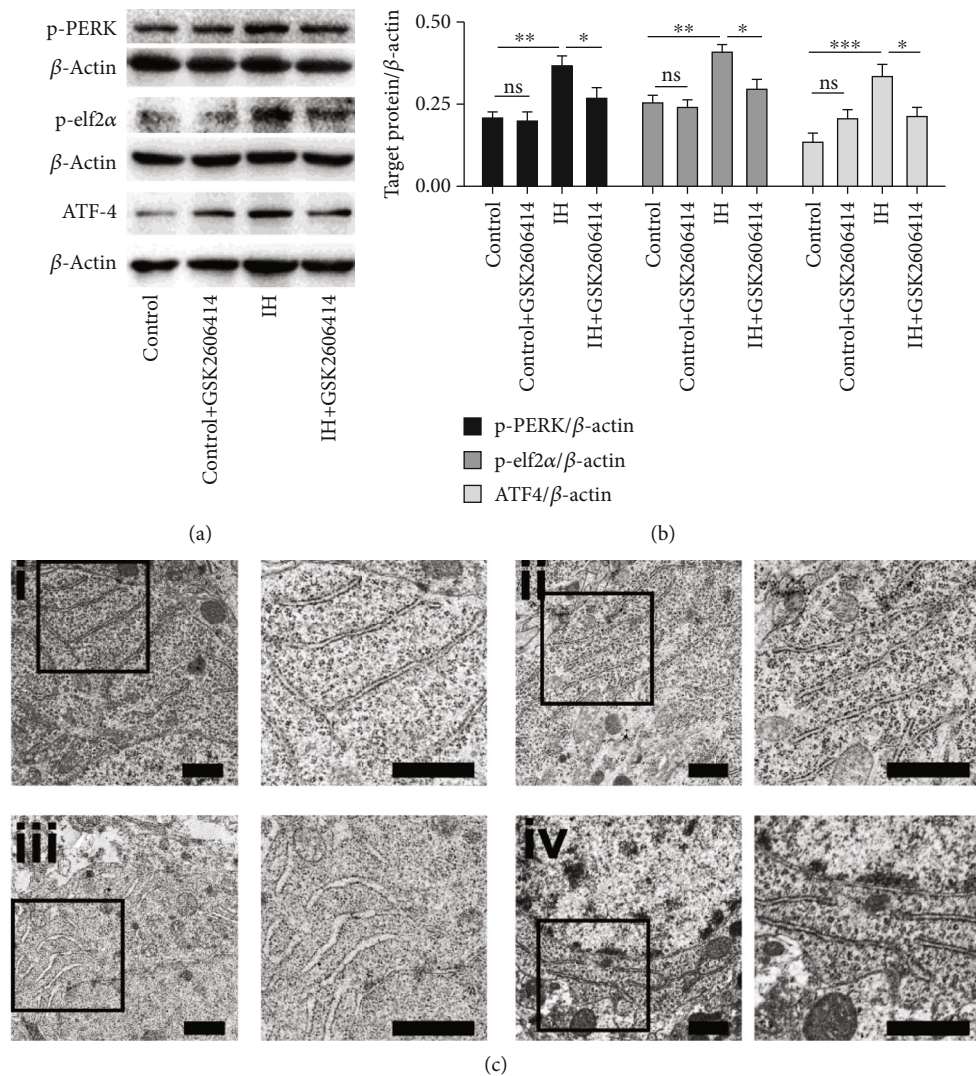 p-PERK
β-Actin
p-elf2α
β-Actin
ATF-4
β-Actin
Control
Control+GSK2606414
IH
IH+GSK2606414
(a)
Target protein/β-actin
0.50
0.25
0.00
ns
**
*
ns
**
*
ns
***
*
Control
Control+GSK2606414
IH
IH+GSK2606414
Control
Control+GSK2606414
IH
IH+GSK2606414
Control
Control+GSK2606414
IH
IH+GSK2606414
p-PERK/β-actin
p-elf2α/β-actin
ATF4/β-actin
(b)
i
ii
iii
iv
(c)